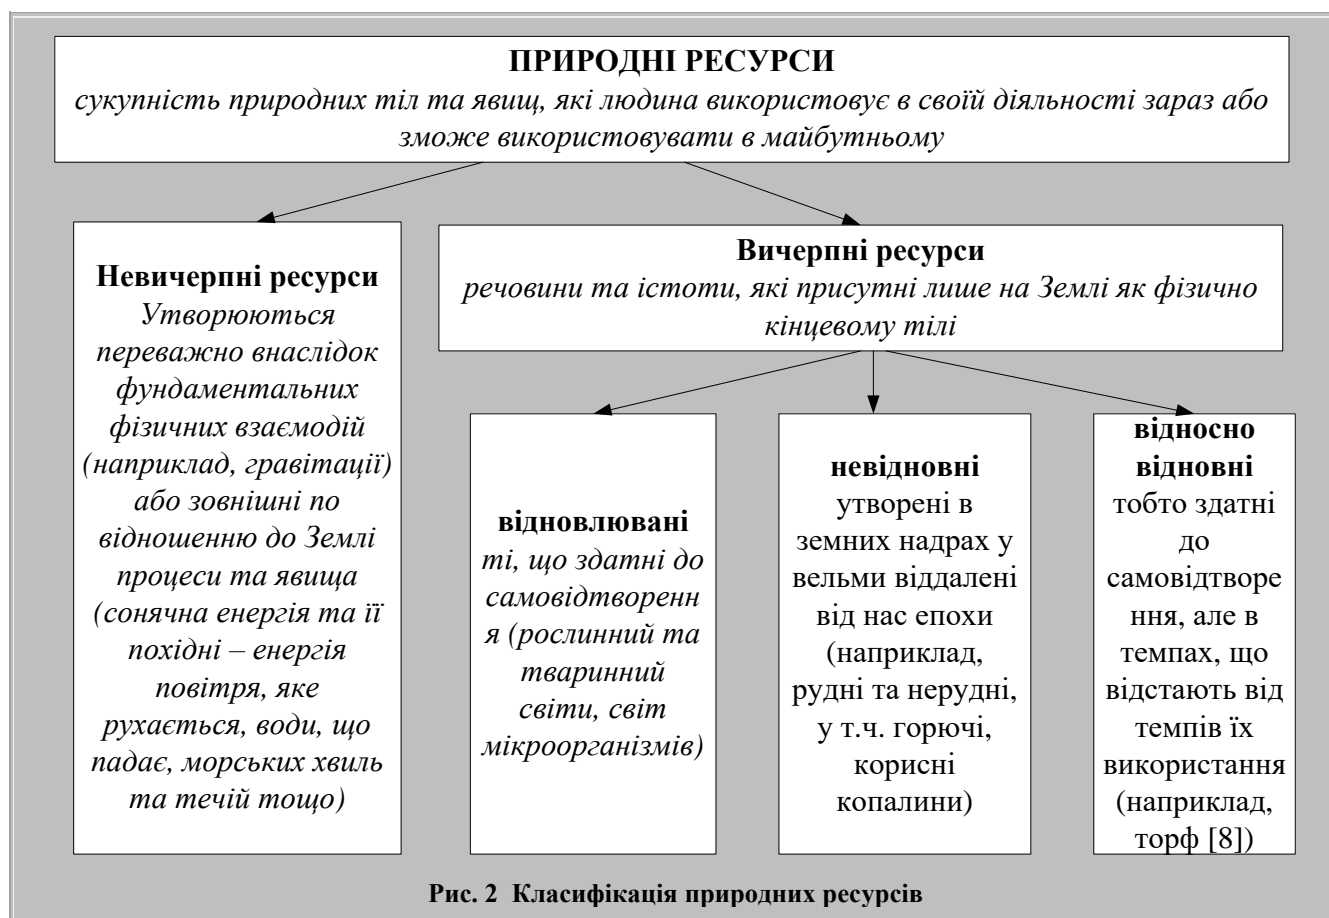 ПРИРОДНІ РЕСУРСИ
сукупність природних тіл та явищ, які людина використовує в своїй діяльності зараз або
зможе використовувати в майбутньому
Невичерпні ресурси
Утворюються
переважно внаслідок
фундаментальних
фізичних взаємодій
(наприклад, гравітації)
або зовнішні по
відношенню до Землі
процеси та явища
(сонячна енергія та її
похідні – енергія
повітря, яке
рухається, води, що
падає, морських хвиль
та течій тощо)
Вичерпні ресурси
речовини та істоти, які присутні лише на Землі як фізично
кінцевому тілі
відновлювані
ті, що здатні до
самовідтворенн
я (рослинний та
тваринний
світи, світ
мікроорганізмів)
невідновні
утворені в
земних надрах у
вельми віддалені
від нас епохи
(наприклад,
рудні та нерудні,
у т.ч. горючі,
корисні
копалини)
відносно
відновні
тобто здатні
до
самовідтворе
ння, але в
темпах, що
відстають від
темпів їх
використання
(наприклад,
торф [8])
Рис. 2 Класифікація природних ресурсів